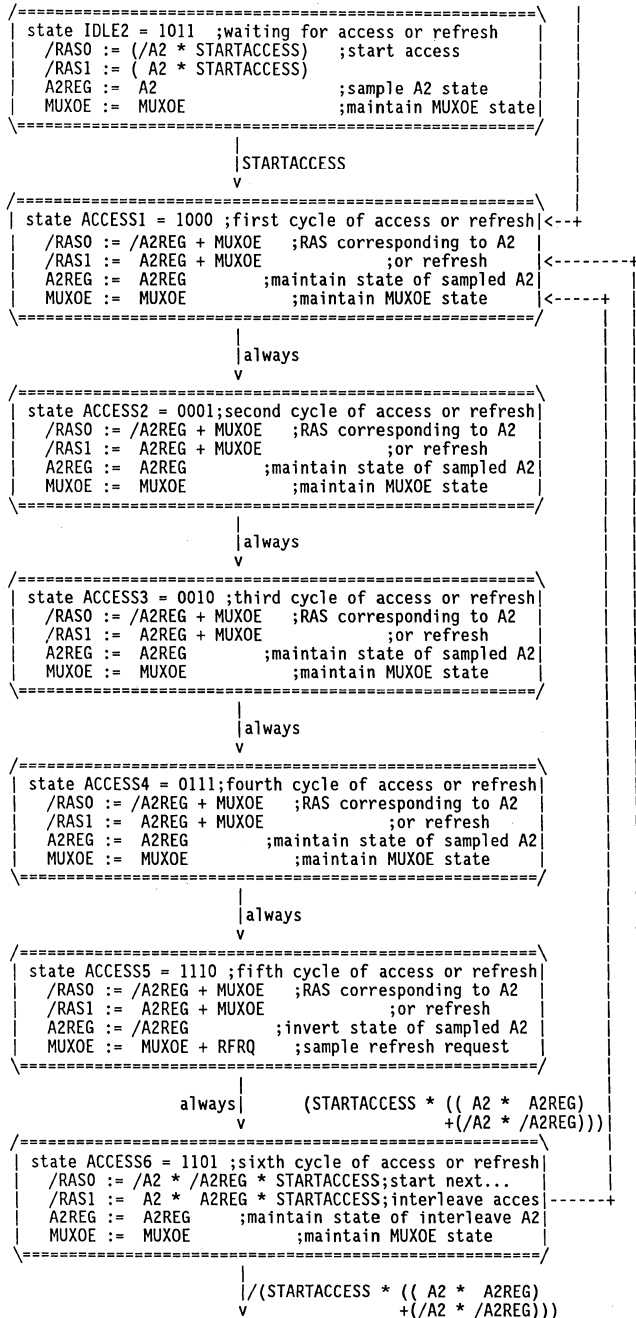 /==================================================\
| state IDLE2 = 1011 ;waiting for access or refresh |
| /RAS0 := (/A2 * STARTACCESS) ;start access |
| /RAS1 := ( A2 * STARTACCESS) |
| A2REG := A2 ;sample A2 state |
| MUXOE := MUXOE ;maintain MUXOE state|
\==================================================/
|STARTACCESS
v
/==================================================\
| state ACCESS1 = 1000 ;first cycle of access or refresh|<--+
| /RAS0 := /A2REG + MUXOE ;RAS corresponding to A2 |
| /RAS1 := A2REG + MUXOE ;or refresh |<--------+
| A2REG := A2REG ;maintain state of sampled A2|
| MUXOE := MUXOE ;maintain MUXOE state |<-----+
\==================================================/
|always
v
/==================================================\
| state ACCESS2 = 0001;second cycle of access or refresh|
| /RAS0 := /A2REG + MUXOE ;RAS corresponding to A2 |
| /RAS1 := A2REG + MUXOE ;or refresh |
| A2REG := A2REG ;maintain state of sampled A2|
| MUXOE := MUXOE ;maintain MUXOE state |
\==================================================/
|always
v
/==================================================\
| state ACCESS3 = 0010 ;third cycle of access or refresh|
| /RAS0 := /A2REG + MUXOE ;RAS corresponding to A2 |
| /RAS1 := A2REG + MUXOE ;or refresh |
| A2REG := A2REG ;maintain state of sampled A2|
| MUXOE := MUXOE ;maintain MUXOE state |
\==================================================/
|always
v
/==================================================\
| state ACCESS4 = 0111;fourth cycle of access or refresh|
| /RAS0 := /A2REG + MUXOE ;RAS corresponding to A2 |
| /RAS1 := A2REG + MUXOE ;or refresh |
| A2REG := A2REG ;maintain state of sampled A2|
| MUXOE := MUXOE ;maintain MUXOE state |
\==================================================/
|always
v
/==================================================\
| state ACCESS5 = 1110 ;fifth cycle of access or refresh|
| /RAS0 := /A2REG + MUXOE ;RAS corresponding to A2 |
| /RAS1 := A2REG + MUXOE ;or refresh |
| A2REG := /A2REG ;invert state of sampled A2 |
| MUXOE := MUXOE + RFRQ ;sample refresh request |
\==================================================/
always| (STARTACCESS * (( A2 * A2REG)
v +(/A2 * /A2REG)))|
/==================================================\
| state ACCESS6 = 1101 ;sixth cycle of access or refresh|
| /RAS0 := /A2 * /A2REG * STARTACCESS;start next... |
| /RAS1 := A2 * A2REG * STARTACCESS;interleave acces|------+
| A2REG := A2REG ;maintain state of interleave A2|
| MUXOE := MUXOE ;maintain MUXOE state |
\==================================================/
|/(STARTACCESS * (( A2 * A2REG)
v +(/A2 * /A2REG)))